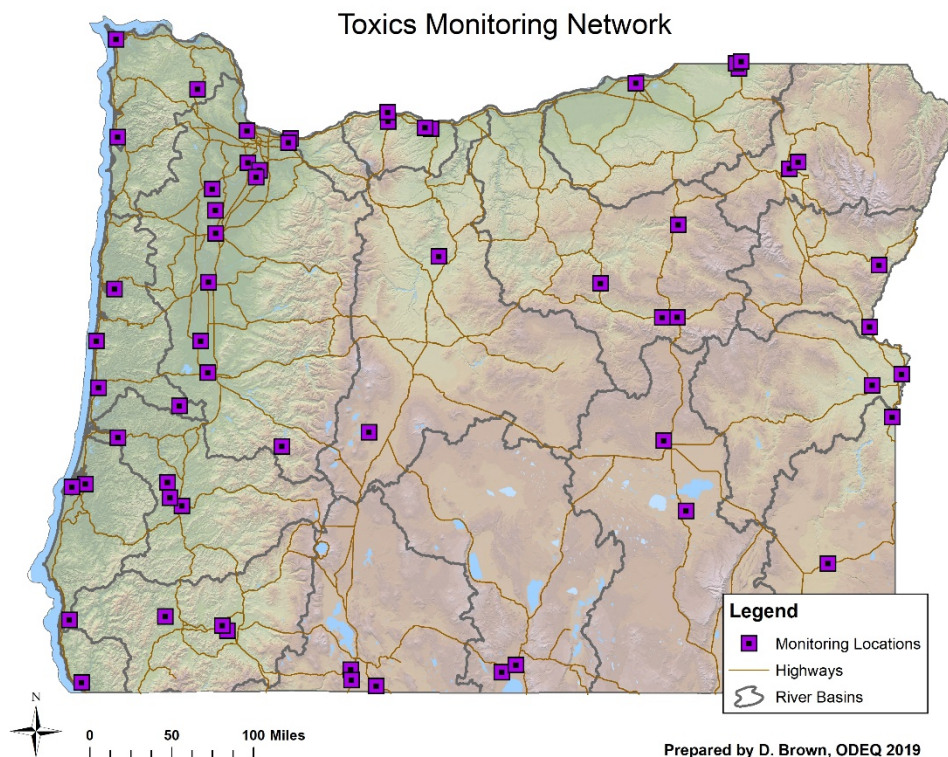 Toxics Monitoring Network
Legend
Monitoring Locations
Highways
River Basins
N
0 50 100 Miles
Prepared by D. Brown, ODEQ 2019